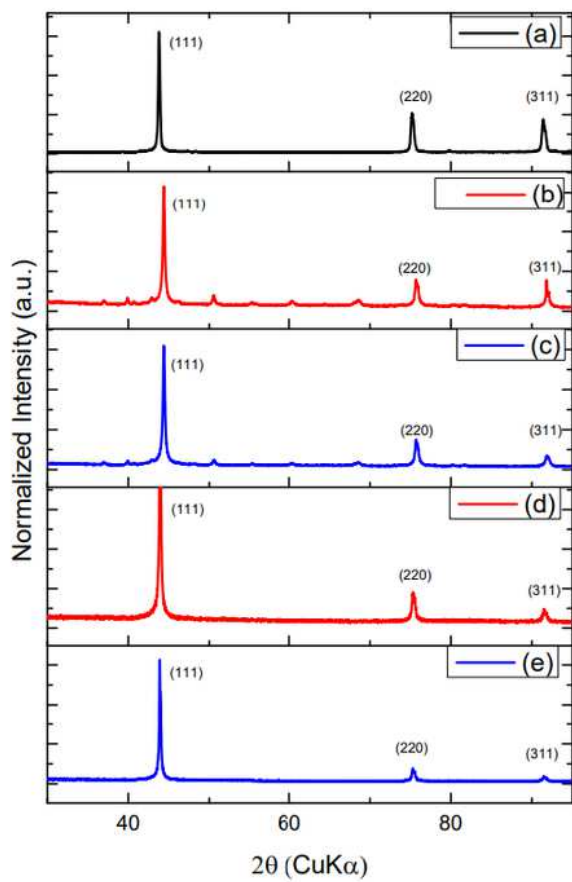 (111)
(220)
(311)
(a)
(111)
(220)
(311)
(b)
(111)
(220)
(311)
(c)
(111)
(220)
(311)
(d)
(111)
(220)
(311)
(e)
Normalized Intensity (a.u.)
40 60 80
2θ (CuKα)